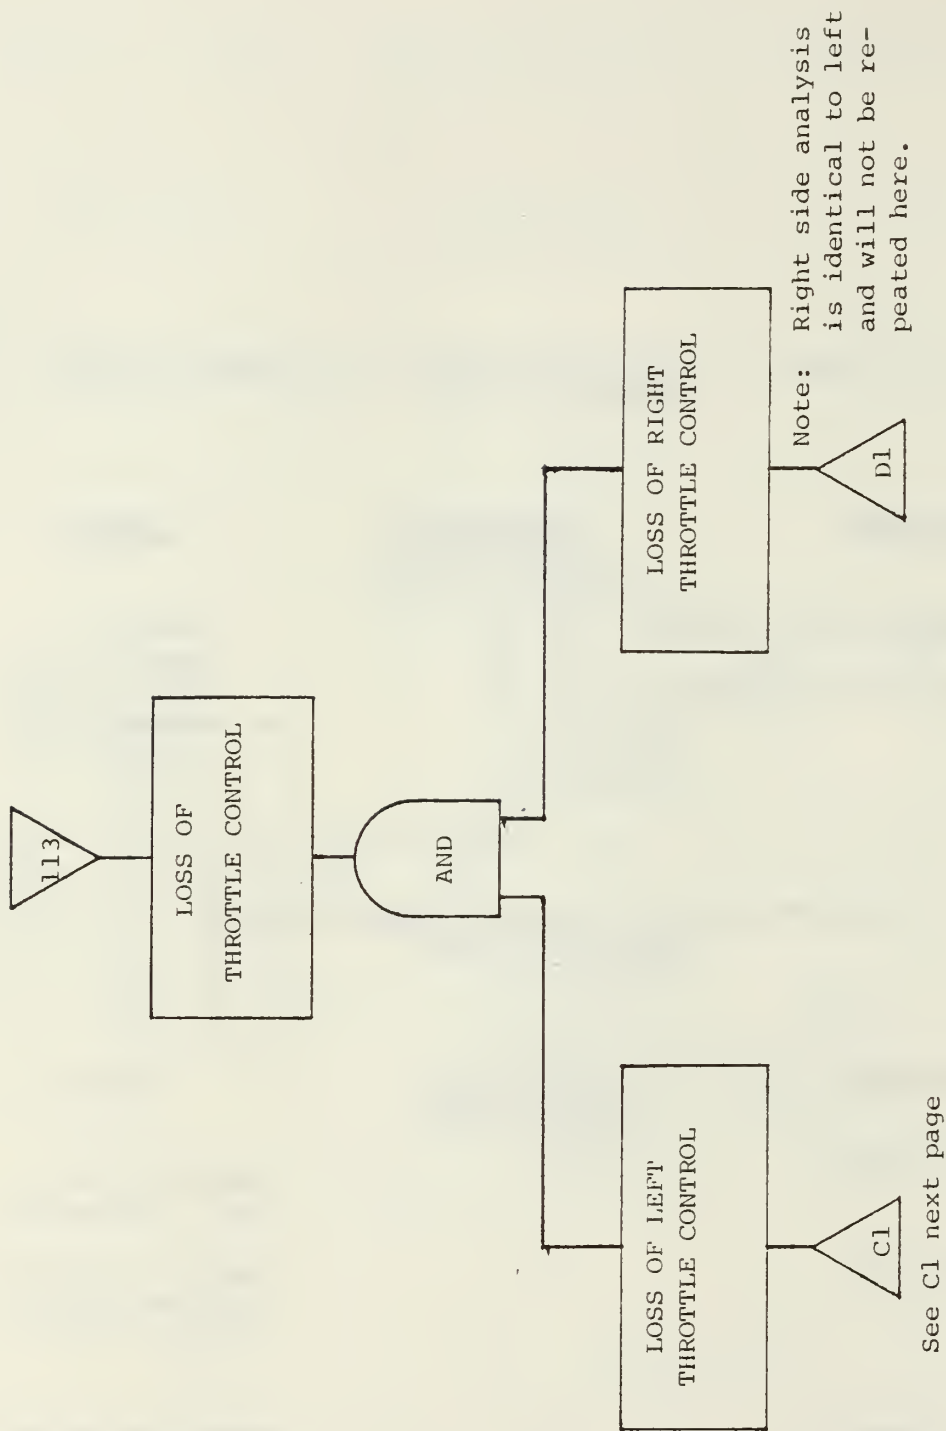 113
LOSS OF
THROTTLE CONTROL
AND
LOSS OF LEFT
THROTTLE CONTROL
C1
See C1 next page
LOSS OF RIGHT
THROTTLE CONTROL
D1
Note: Right side analysis
is identical to left
and will not be re-
peated here.